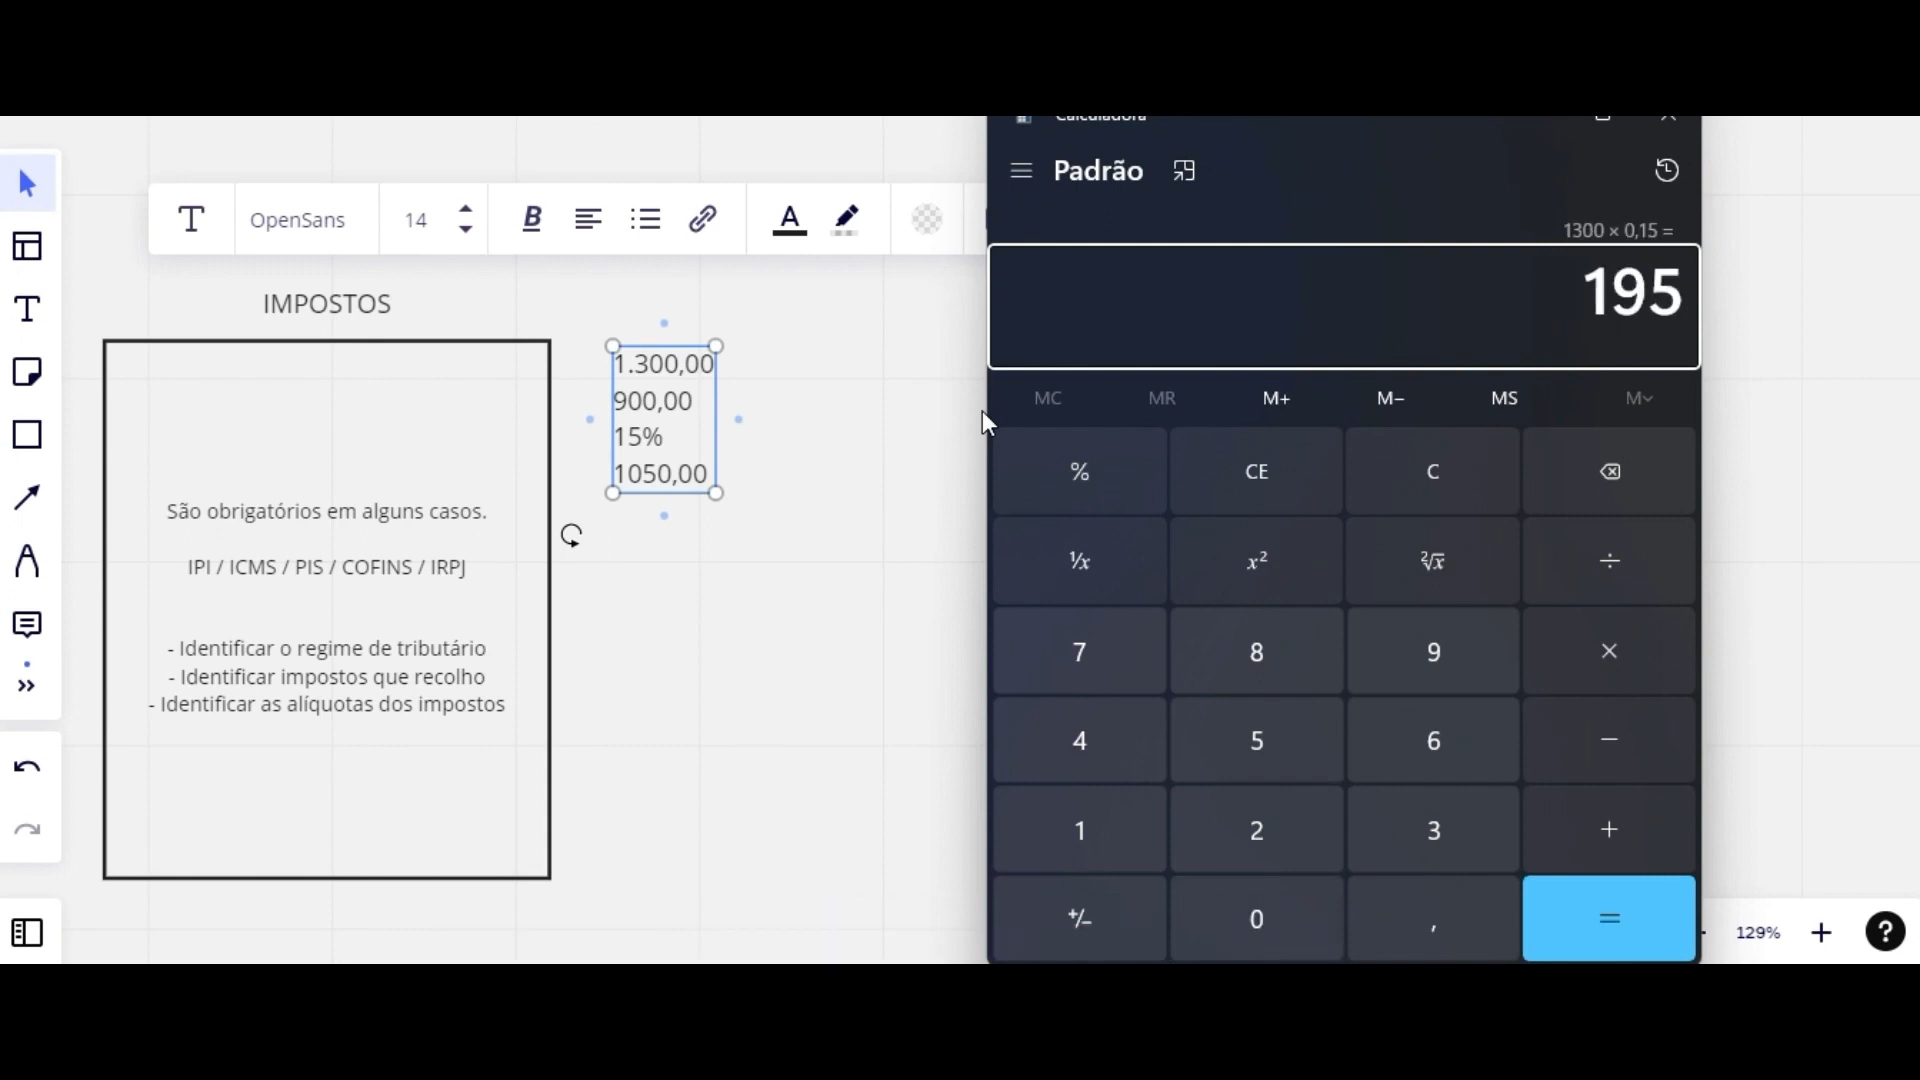 Calculadora
Padrão
1300 × 0,15 =
195
MC MR M+ M− MS M
% CE C
¹/x x² ²√x ÷
7 8 9 ×
4 5 6 −
1 2 3 +
+/− 0 , =
OpenSans 14 B A
IMPOSTOS
São obrigatórios em alguns casos.
IPI / ICMS / PIS / COFINS / IRPJ
- Identificar o regime de tributário
- Identificar impostos que recolho
- Identificar as alíquotas dos impostos
1.300,00
900,00
15%
1050,00
129% + ?